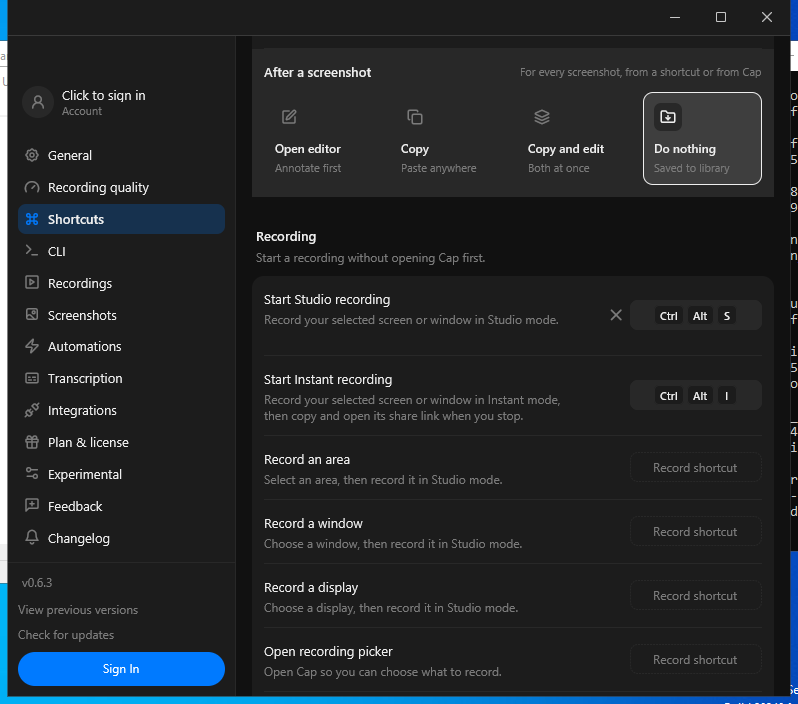 Click to sign in
Account
General
Recording quality
Shortcuts
CLI
Recordings
Screenshots
Automations
Transcription
Integrations
Plan & license
Experimental
Feedback
Changelog
v0.6.3
View previous versions
Check for updates
Sign In
After a screenshot
For every screenshot, from a shortcut or from Cap
Open editor
Annotate first
Copy
Paste anywhere
Copy and edit
Both at once
Do nothing
Saved to library
Recording
Start a recording without opening Cap first.
Start Studio recording
Record your selected screen or window in Studio mode.
Ctrl Alt S
Start Instant recording
Record your selected screen or window in Instant mode,
then copy and open its share link when you stop.
Ctrl Alt I
Record an area
Select an area, then record it in Studio mode.
Record shortcut
Record a window
Choose a window, then record it in Studio mode.
Record shortcut
Record a display
Choose a display, then record it in Studio mode.
Record shortcut
Open recording picker
Open Cap so you can choose what to record.
Record shortcut